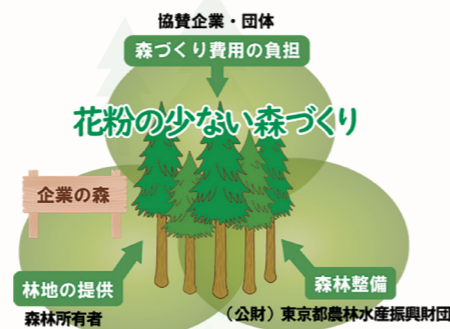 協賛企業・団体
森づくり費用の負担
花粉の少ない森づくり
企業の森
林地の提供
森林所有者
森林整備
（公財）東京都農林水産振興財団